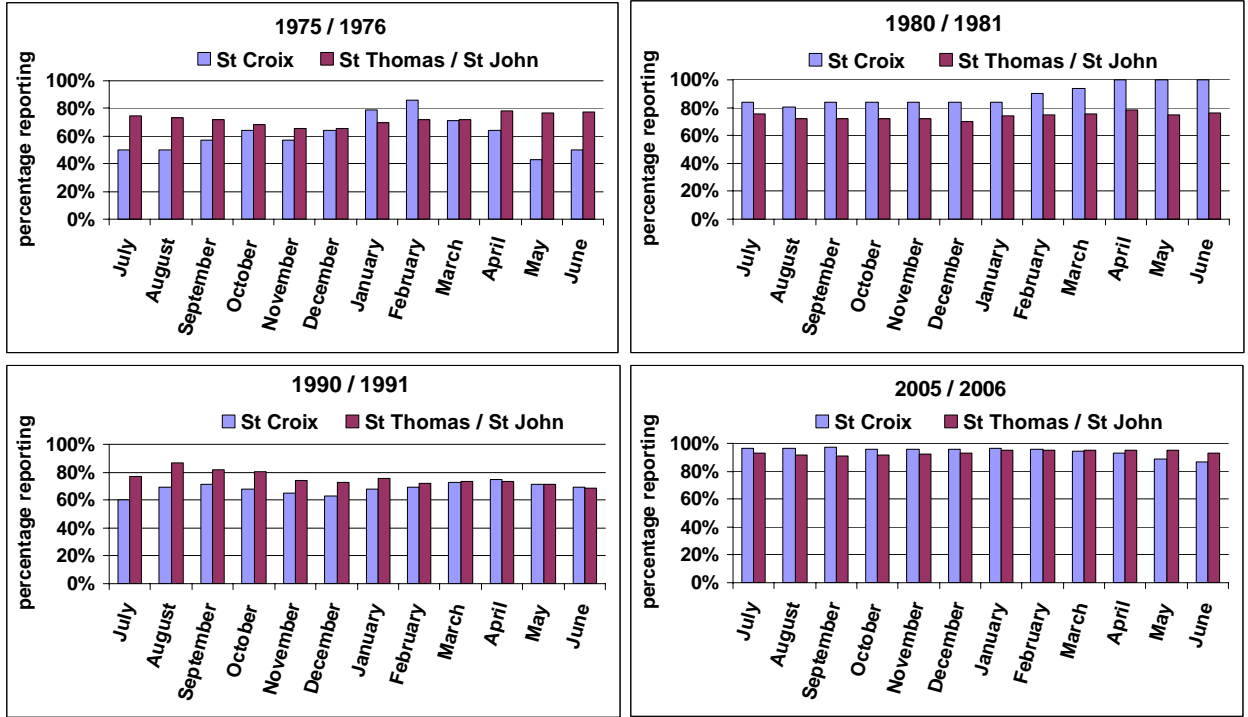 1975 / 1976
St Croix St Thomas / St John
percentage reporting
100%
80%
60%
40%
20%
0%
July
August
September
October
November
December
January
February
March
April
May
June
1980 / 1981
St Croix St Thomas / St John
percentage reporting
100%
80%
60%
40%
20%
0%
July
August
September
October
November
December
January
February
March
April
May
June
1990 / 1991
St Croix St Thomas / St John
percentage reporting
100%
80%
60%
40%
20%
0%
July
August
September
October
November
December
January
February
March
April
May
June
2005 / 2006
St Croix St Thomas / St John
percentage reporting
100%
80%
60%
40%
20%
0%
July
August
September
October
November
December
January
February
March
April
May
June